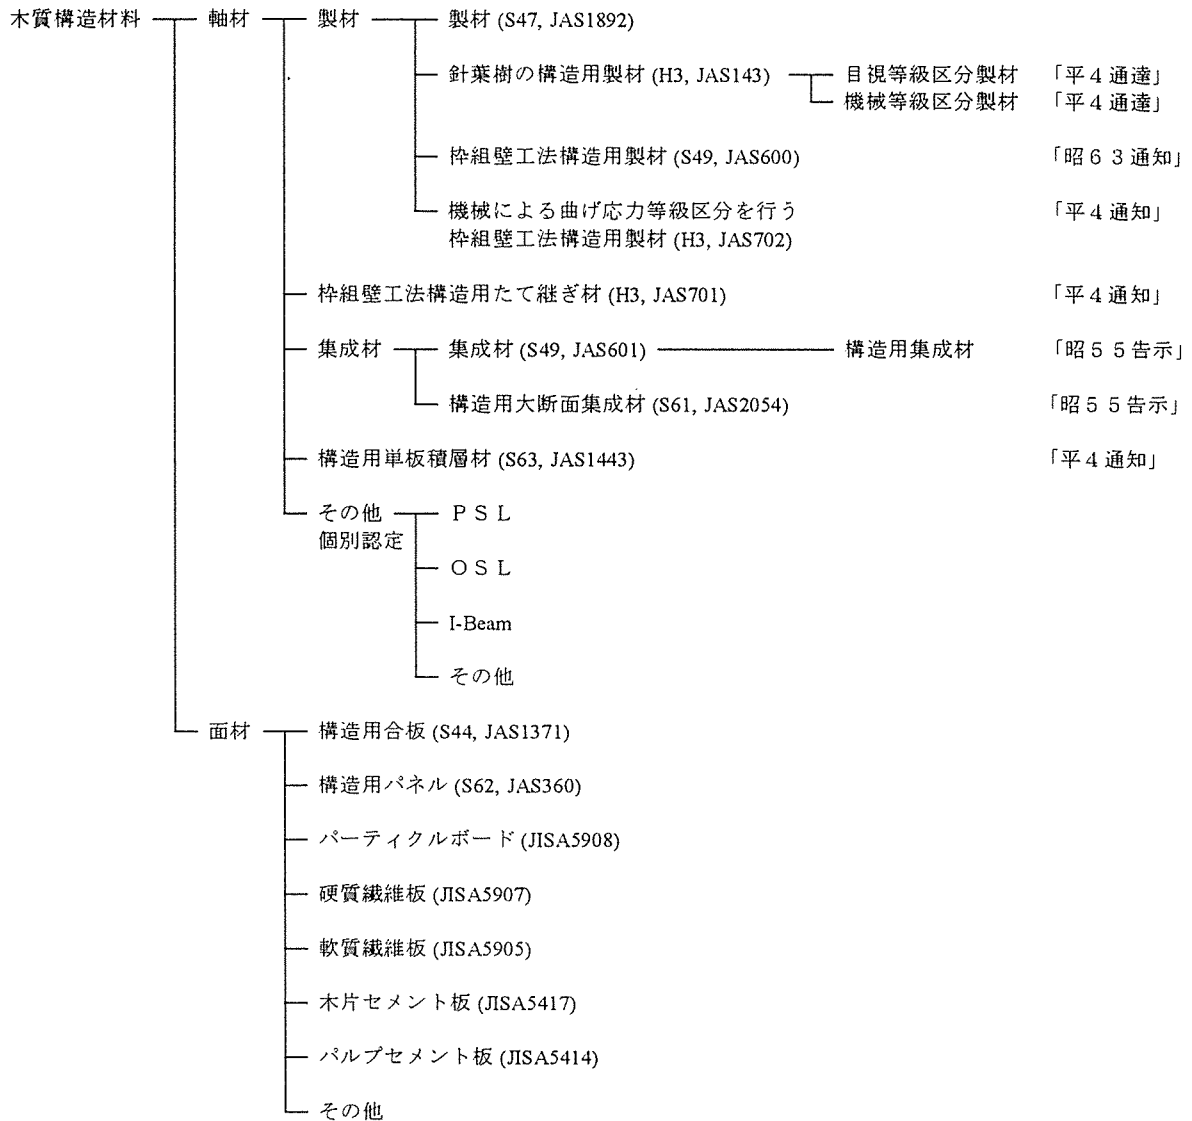 木質構造材料 軸材 製材 製材 (S47, JAS1892)
針葉樹の構造用製材 (H3, JAS143) 目視等級区分製材 「平４通達」
機械等級区分製材 「平４通達」
枠組壁工法構造用製材 (S49, JAS600) 「昭６３通知」
機械による曲げ応力等級区分を行う 「平４通知」
枠組壁工法構造用製材 (H3, JAS702)
枠組壁工法構造用たて継ぎ材 (H3, JAS701) 「平４通知」
集成材 集成材 (S49, JAS601) 構造用集成材 「昭５５告示」
構造用大断面集成材 (S61, JAS2054) 「昭５５告示」
構造用単板積層材 (S63, JAS1443) 「平４通知」
その他 ＰＳＬ
個別認定
ＯＳＬ
I-Beam
その他
面材 構造用合板 (S44, JAS1371)
構造用パネル (S62, JAS360)
パーティクルボード (JISA5908)
硬質繊維板 (JISA5907)
軟質繊維板 (JISA5905)
木片セメント板 (JISA5417)
パルプセメント板 (JISA5414)
その他